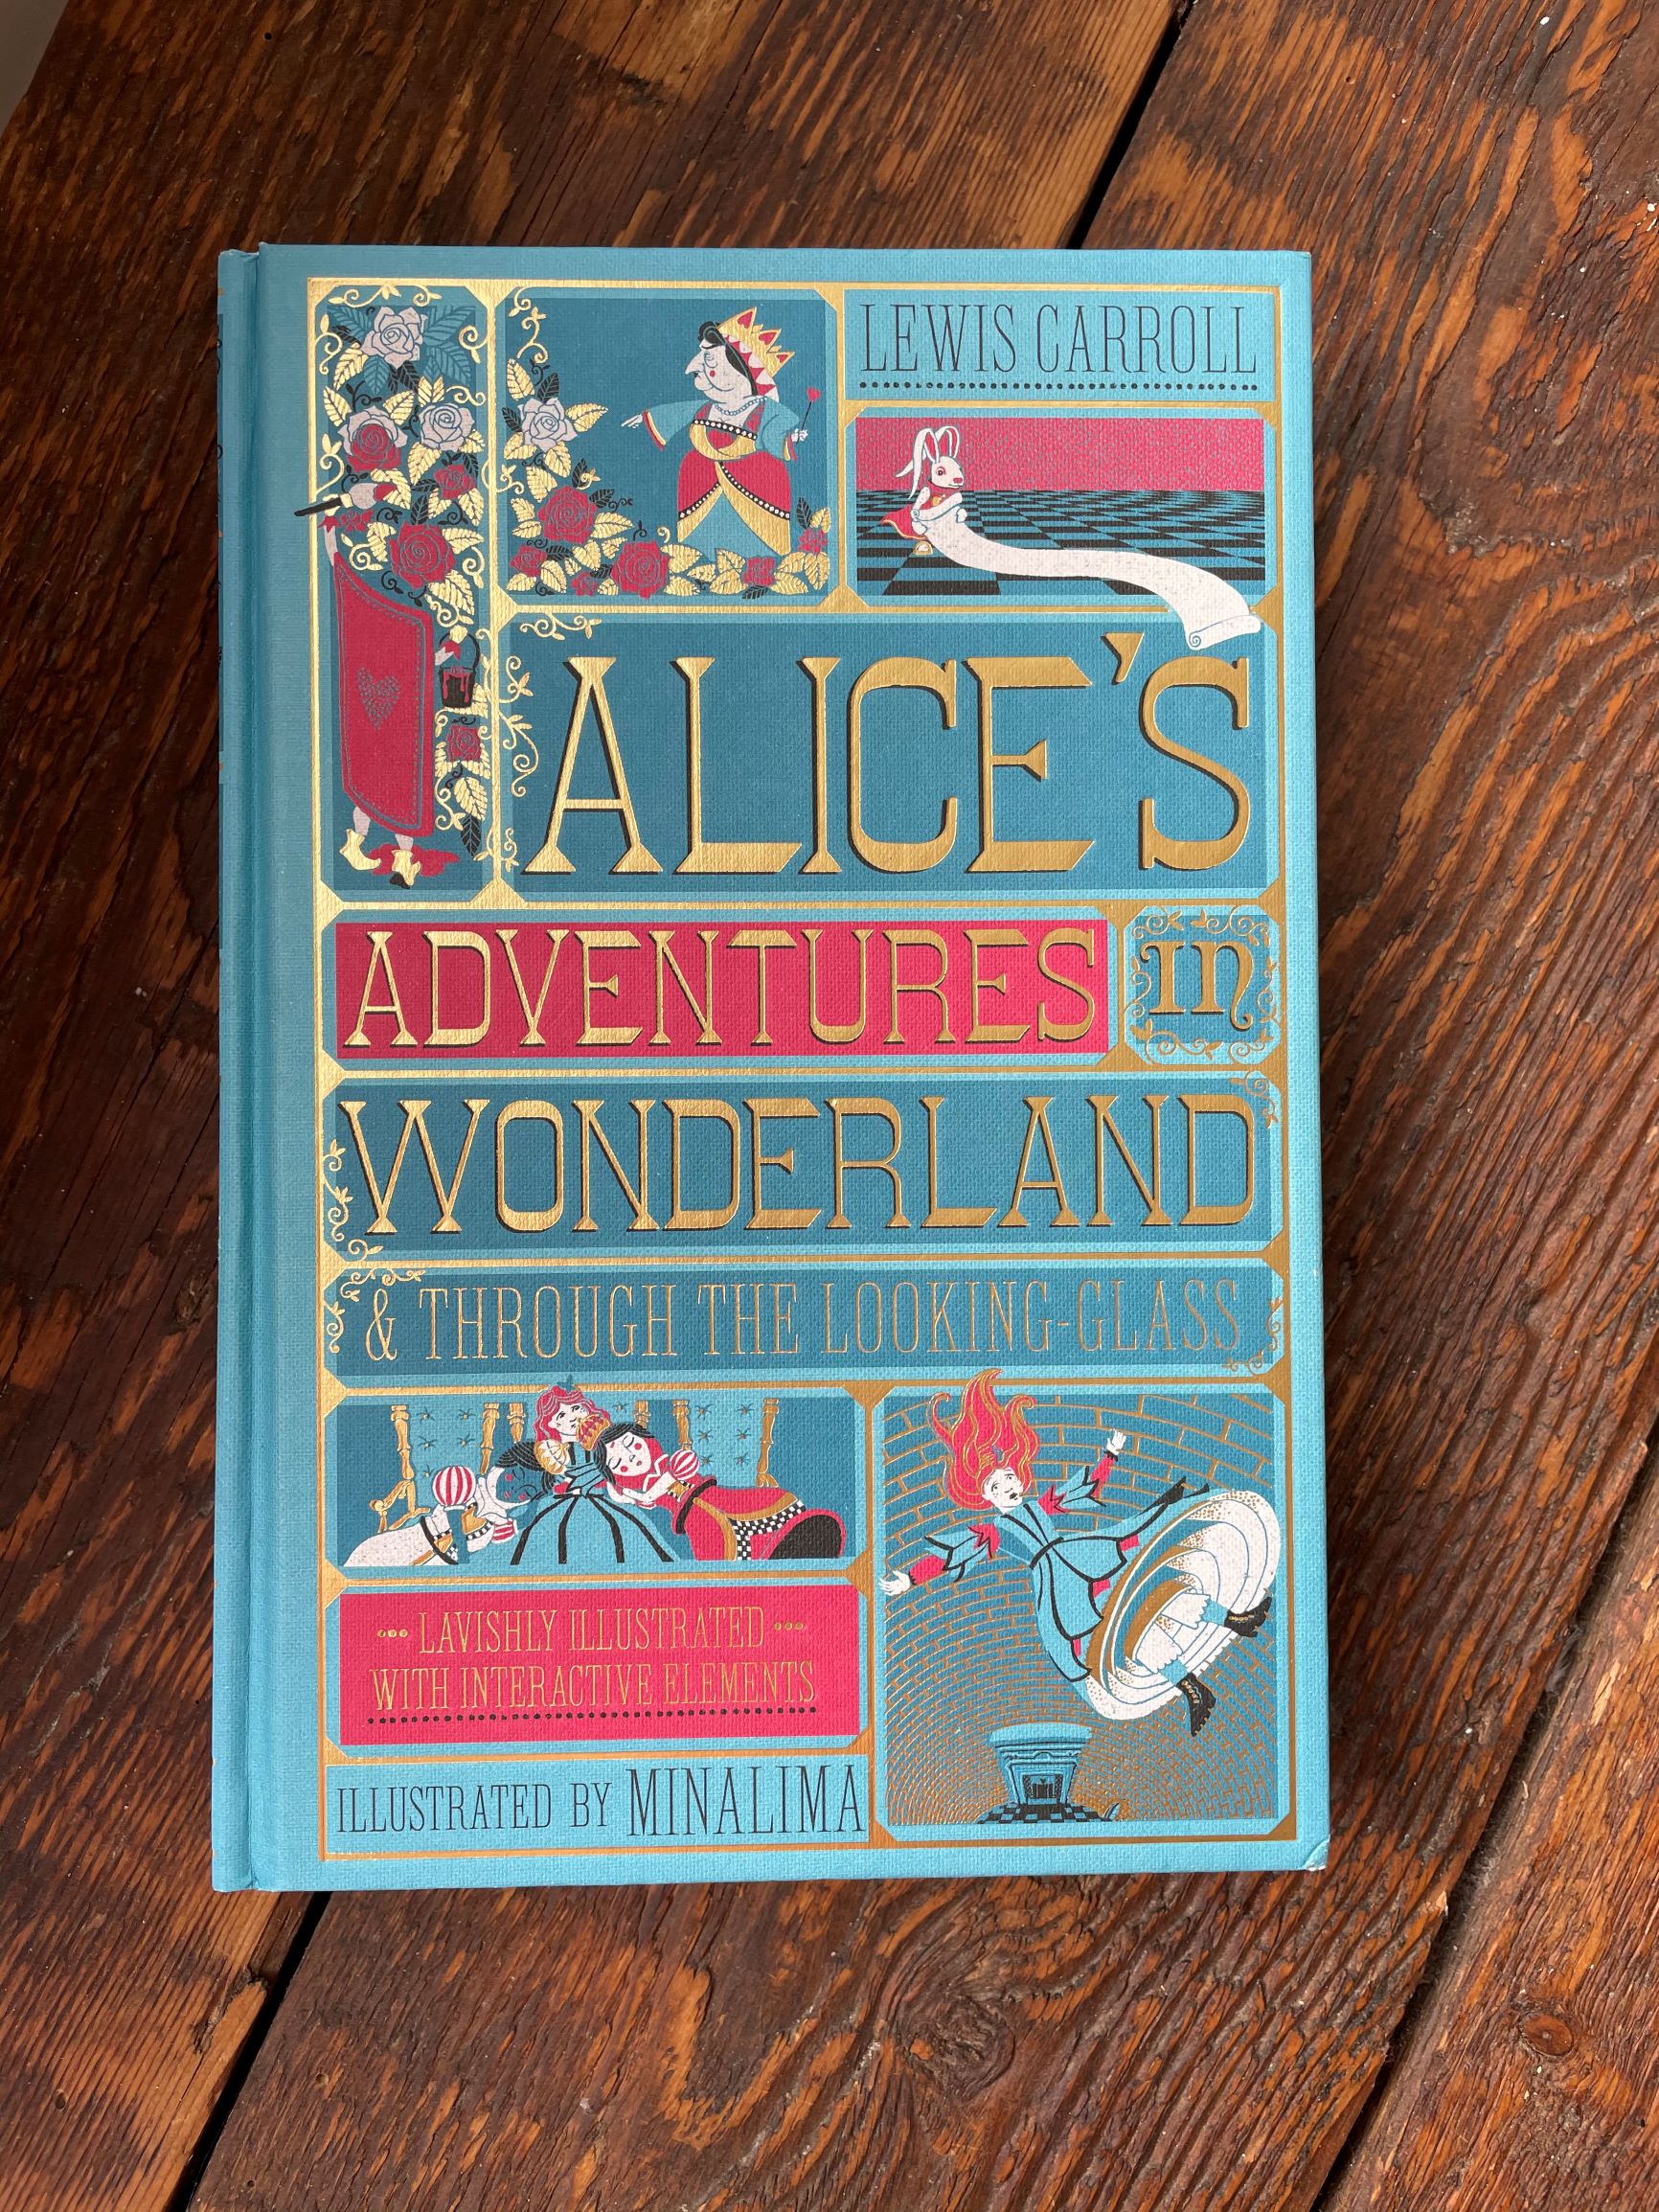 LEWIS CARROLL
ALICE'S
ADVENTURES IN
WONDERLAND
& THROUGH THE LOOKING-GLASS
LAVISHLY ILLUSTRATED
WITH INTERACTIVE ELEMENTS
ILLUSTRATED BY MINALIMA